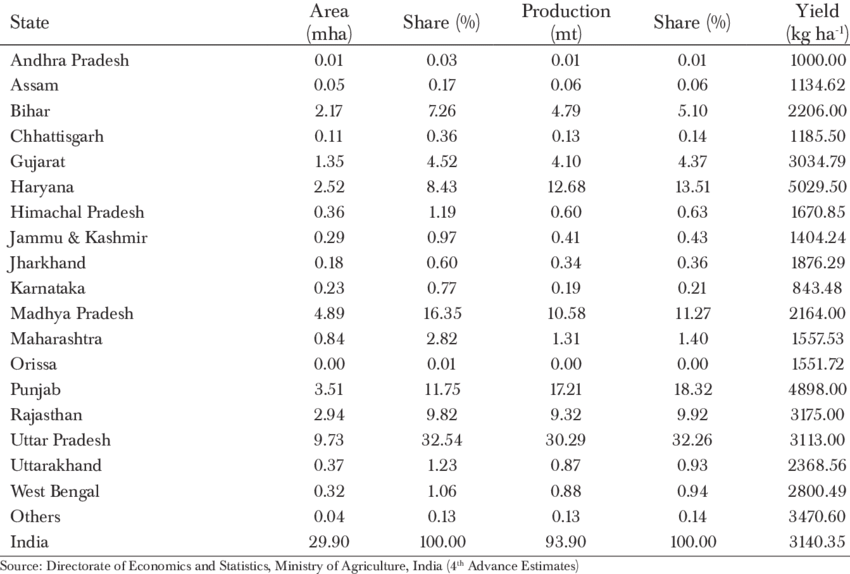 State Area (mha) Share (%) Production (mt) Share (%) Yield (kg ha-1)
Andhra Pradesh 0.01 0.03 0.01 0.01 1000.00
Assam 0.05 0.17 0.06 0.06 1134.62
Bihar 2.17 7.26 4.79 5.10 2206.00
Chhattisgarh 0.11 0.36 0.13 0.14 1185.50
Gujarat 1.35 4.52 4.10 4.37 3034.79
Haryana 2.52 8.43 12.68 13.51 5029.50
Himachal Pradesh 0.36 1.19 0.60 0.63 1670.85
Jammu & Kashmir 0.29 0.97 0.41 0.43 1404.24
Jharkhand 0.18 0.60 0.34 0.36 1876.29
Karnataka 0.23 0.77 0.19 0.21 843.48
Madhya Pradesh 4.89 16.35 10.58 11.27 2164.00
Maharashtra 0.84 2.82 1.31 1.40 1557.53
Orissa 0.00 0.01 0.00 0.00 1551.72
Punjab 3.51 11.75 17.21 18.32 4898.00
Rajasthan 2.94 9.82 9.32 9.92 3175.00
Uttar Pradesh 9.73 32.54 30.29 32.26 3113.00
Uttarakhand 0.37 1.23 0.87 0.93 2368.56
West Bengal 0.32 1.06 0.88 0.94 2800.49
Others 0.04 0.13 0.13 0.14 3470.60
India 29.90 100.00 93.90 100.00 3140.35
Source: Directorate of Economics and Statistics, Ministry of Agriculture, India (4th Advance Estimates)